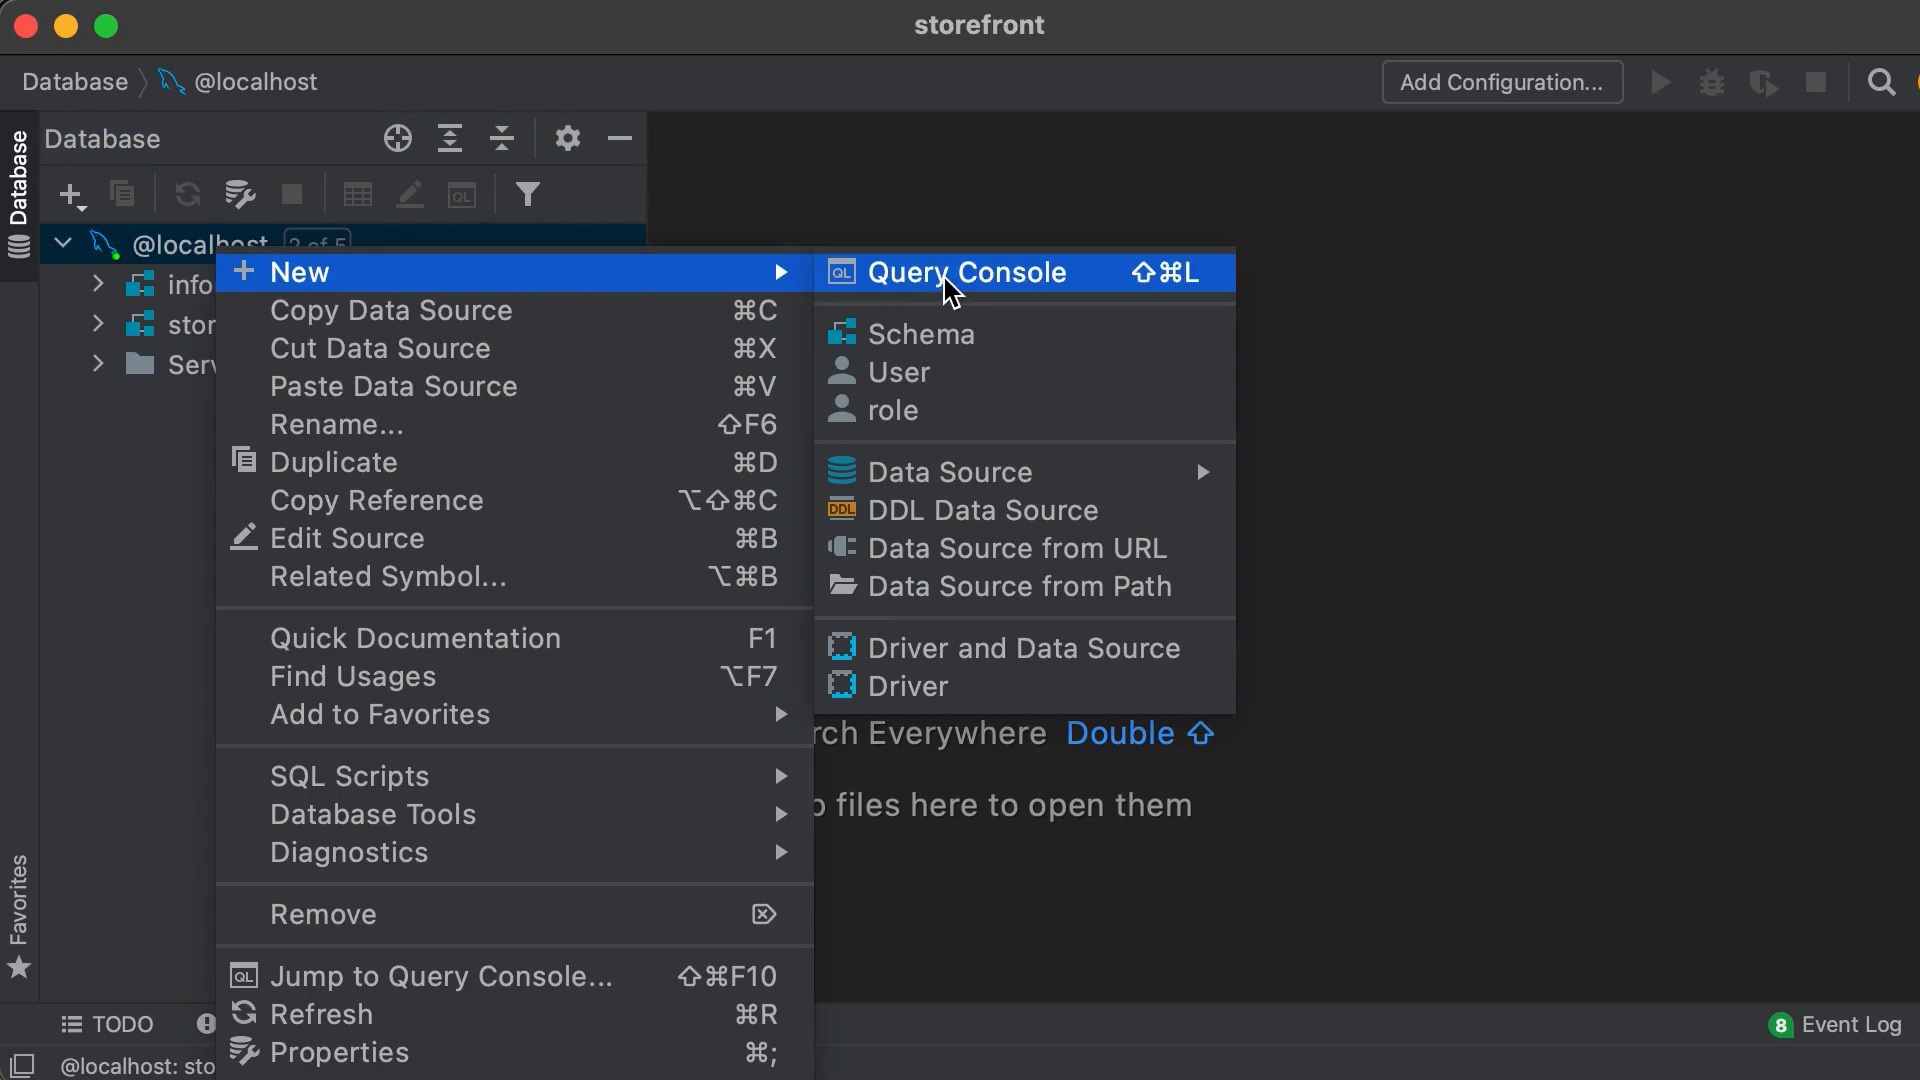 storefront
Database @localhost
Add Configuration...
Database
Database
@localhost 2 of 5
info
stor
Serv
New
Copy Data Source ⌘C
Cut Data Source ⌘X
Paste Data Source ⌘V
Rename... ⇧F6
Duplicate ⌘D
Copy Reference ⌥⇧⌘C
Edit Source ⌘B
Related Symbol... ⌥⌘B
Quick Documentation F1
Find Usages ⌥F7
Add to Favorites
SQL Scripts
Database Tools
Diagnostics
Remove
QL Jump to Query Console... ⇧⌘F10
Refresh ⌘R
Properties ⌘;
QL Query Console ⇧⌘L
Schema
User
role
Data Source
DDL DDL Data Source
Data Source from URL
Data Source from Path
Driver and Data Source
Driver
rch Everywhere Double ⇧
files here to open them
Favorites
TODO
8 Event Log
@localhost: sto